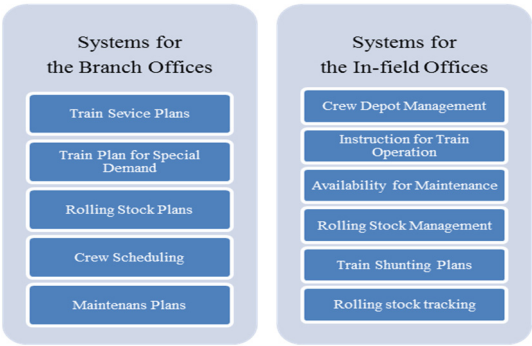 Systems for
the Branch Offices
Train Sevice Plans
Train Plan for Special
Demand
Rolling Stock Plans
Crew Scheduling
Maintenans Plans
Systems for
the In-field Offices
Crew Depot Management
Instruction for Train
Operation
Availability for Maintenance
Rolling Stock Management
Train Shunting Plans
Rolling stock tracking